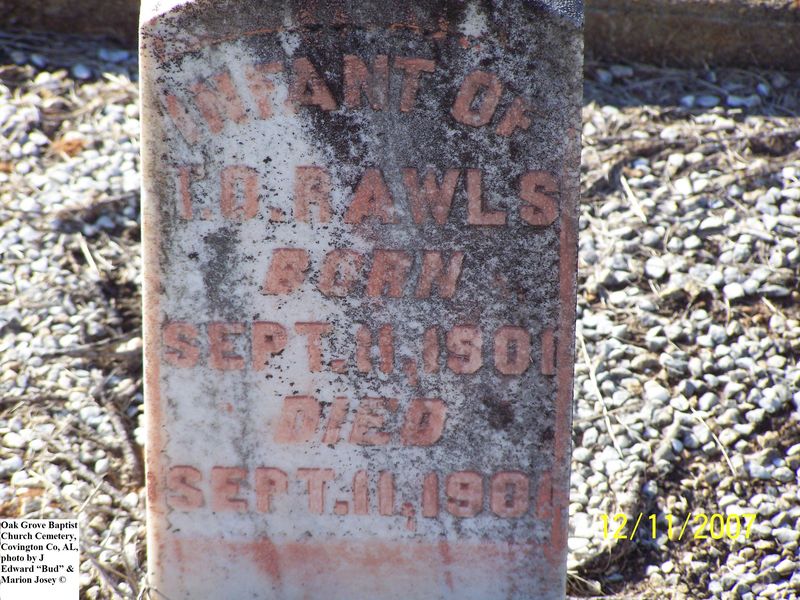 INFANT OF
T.D. RAWLS
BORN
SEPT. 11, 1901
DIED
SEPT. 11, 1901
Oak Grove Baptist
Church Cemetery,
Covington Co, AL,
photo by J
Edward “Bud” &
Marion Josey ©
12/11/2007